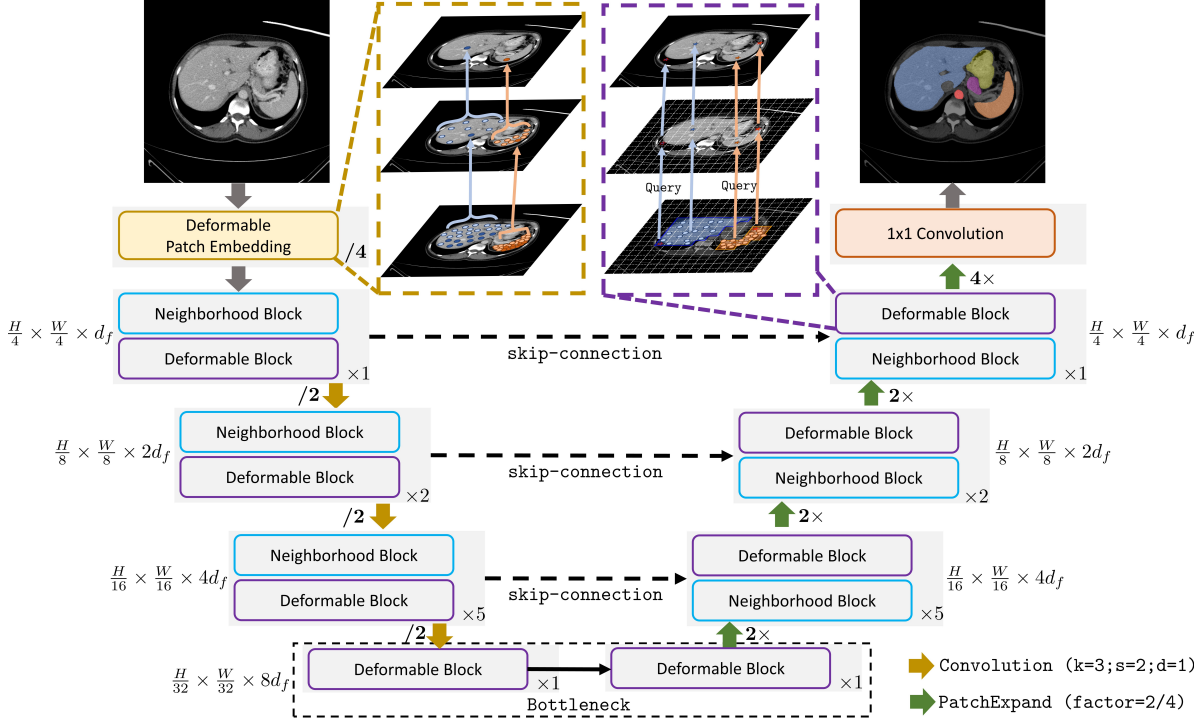 Query
Query
Deformable
Patch Embedding
/4
1x1 Convolution
4×
Neighborhood Block
Deformable Block
×1
H/4 × W/4 × d_f
skip-connection
Deformable Block
Neighborhood Block
×1
H/4 × W/4 × d_f
/2
2×
Neighborhood Block
Deformable Block
×2
H/8 × W/8 × 2d_f
skip-connection
Deformable Block
Neighborhood Block
×2
H/8 × W/8 × 2d_f
/2
2×
Neighborhood Block
Deformable Block
×5
H/16 × W/16 × 4d_f
skip-connection
Deformable Block
Neighborhood Block
×5
H/16 × W/16 × 4d_f
/2
2×
H/32 × W/32 × 8d_f
Deformable Block
×1
Deformable Block
×1
Bottleneck
Convolution (k=3;s=2;d=1)
PatchExpand (factor=2/4)